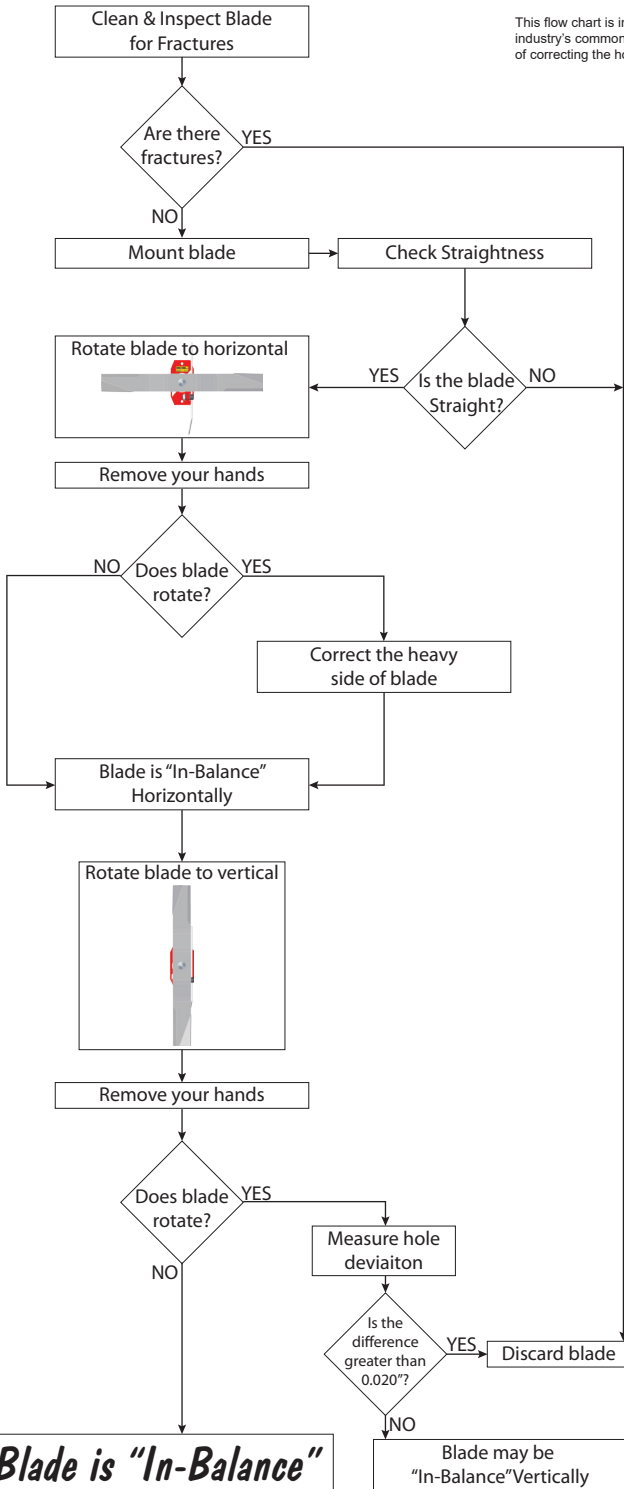 Clean & Inspect Blade
for Fractures
This flow chart is
industry's common
of correcting the
Are there
fractures?
YES
NO
Mount blade
Check Straightness
Rotate blade to horizontal
YES
Is the blade
Straight?
NO
Remove your hands
NO
Does blade
rotate?
YES
Correct the heavy
side of blade
Blade is "In-Balance"
Horizontally
Rotate blade to vertical
Remove your hands
Does blade
rotate?
YES
NO
Measure hole
deviaiton
Is the
difference
greater than
0.020"?
YES
Discard blade
NO
Blade is "In-Balance"
Blade may be
"In-Balance"Vertically